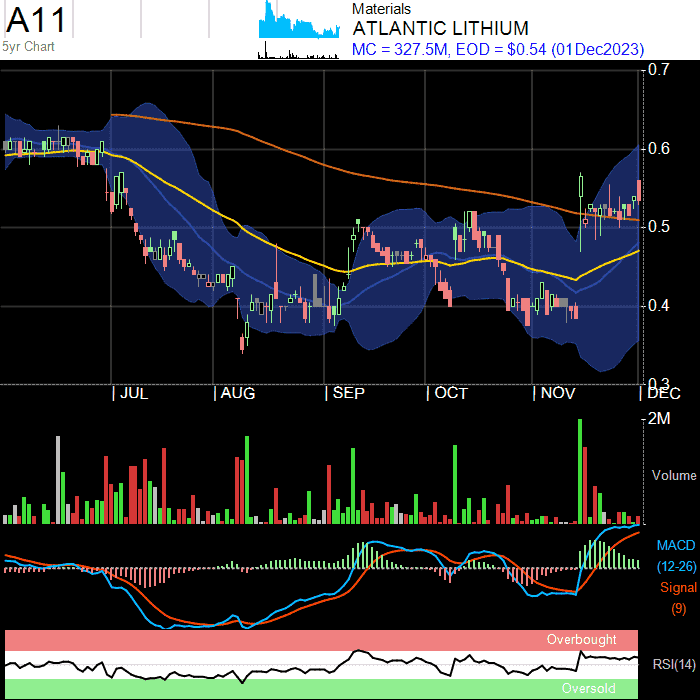 A11
5yr Chart
Materials
ATLANTIC LITHIUM
MC = 327.5M, EOD = $0.54 (01Dec2023)
0.7
0.6
0.5
0.4
0.3
JUL AUG SEP OCT NOV DEC
2M
Volume
MACD
(12-26)
Signal
(9)
Overbought
RSI(14)
Oversold